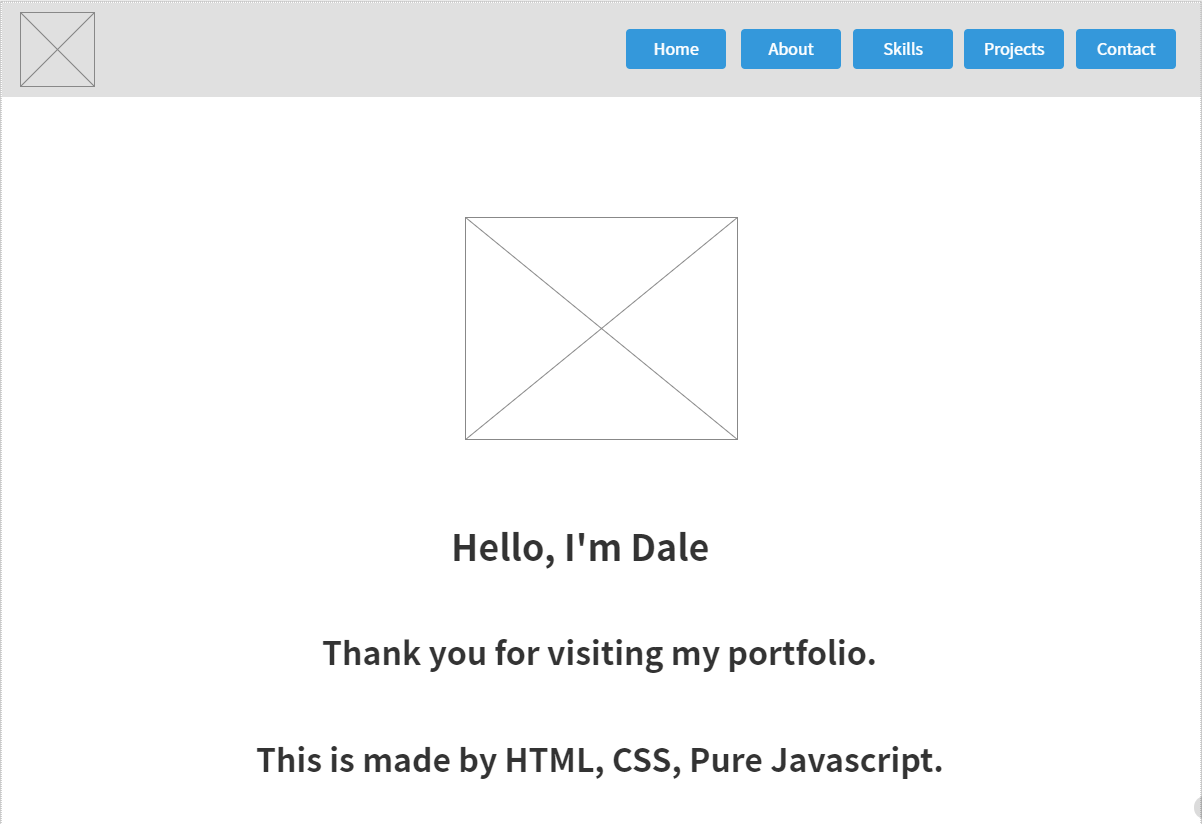 Home About Skills Projects Contact
Hello, I'm Dale
Thank you for visiting my portfolio.
This is made by HTML, CSS, Pure Javascript.